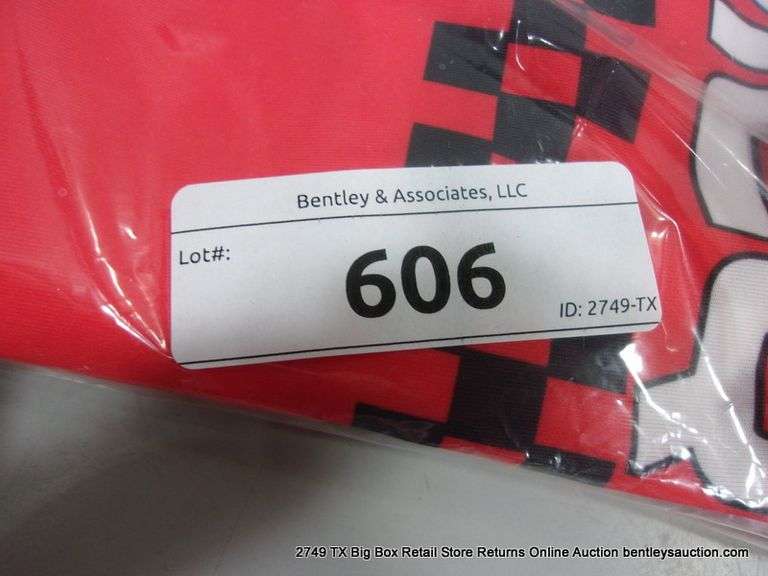 Bentley & Associates, LLC
Lot#:
606
ID: 2749-TX
2749 TX Big Box Retail Store Returns Online Auction bentleysauction.com